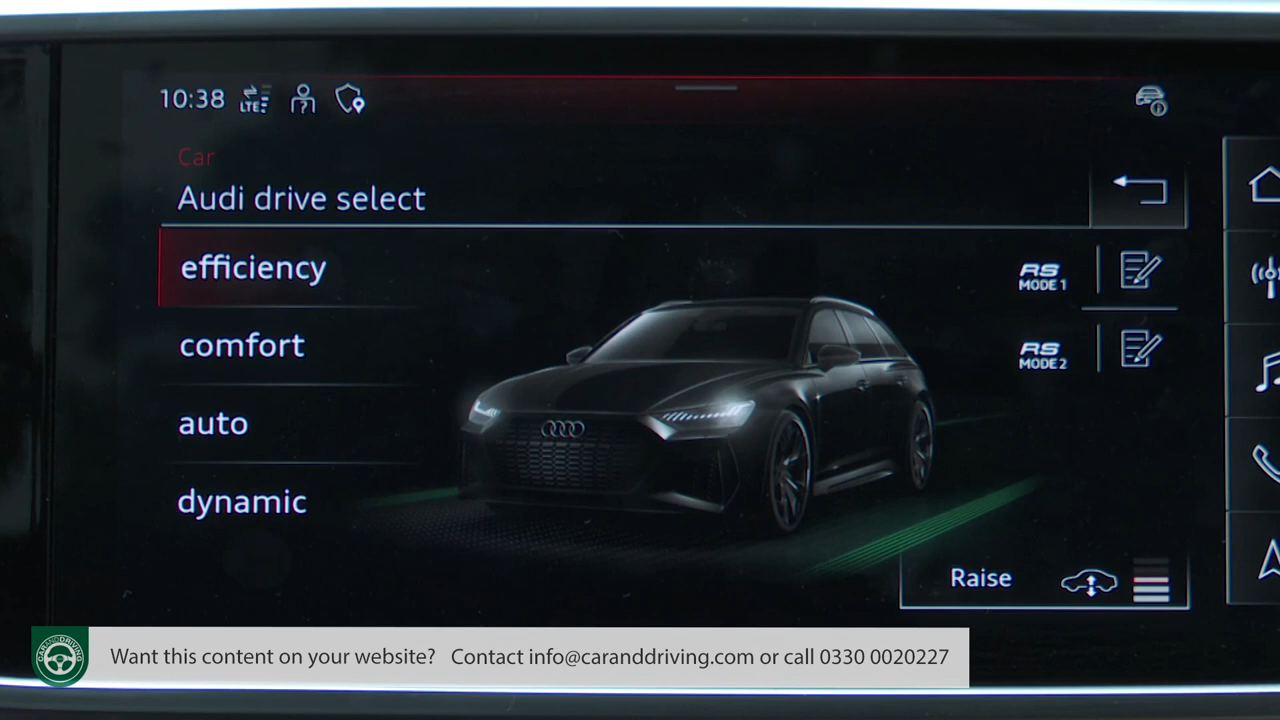 10:38
LTE
Car
Audi drive select
efficiency
RS
MODE 1
comfort
RS
MODE 2
auto
dynamic
Raise
CARANDDRIVING
Want this content on your website? Contact info@caranddriving.com or call 0330 0020227